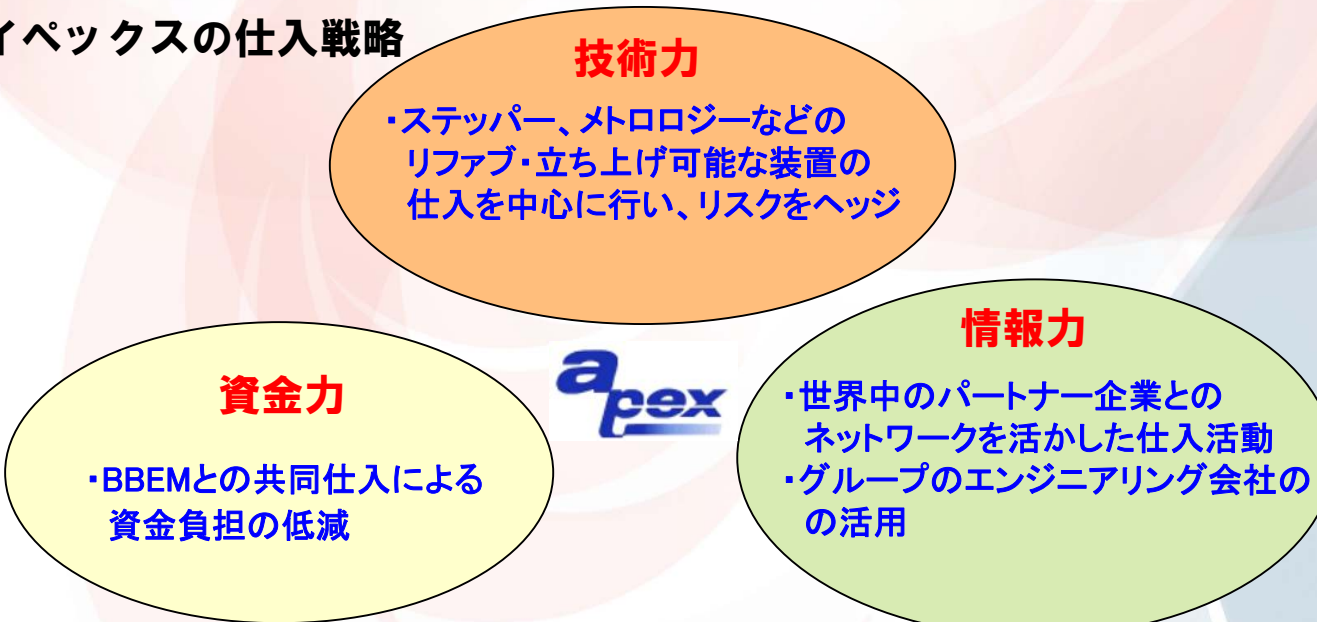 イペックスの仕入戦略
技術力
・ステッパー、メトロロジーなどの
リファブ・立ち上げ可能な装置の
仕入を中心に行い、リスクをヘッジ
資金力
・BBEMとの共同仕入による
資金負担の低減
apex
情報力
・世界中のパートナー企業との
ネットワークを活かした仕入活動
・グループのエンジニアリング会社の
の活用